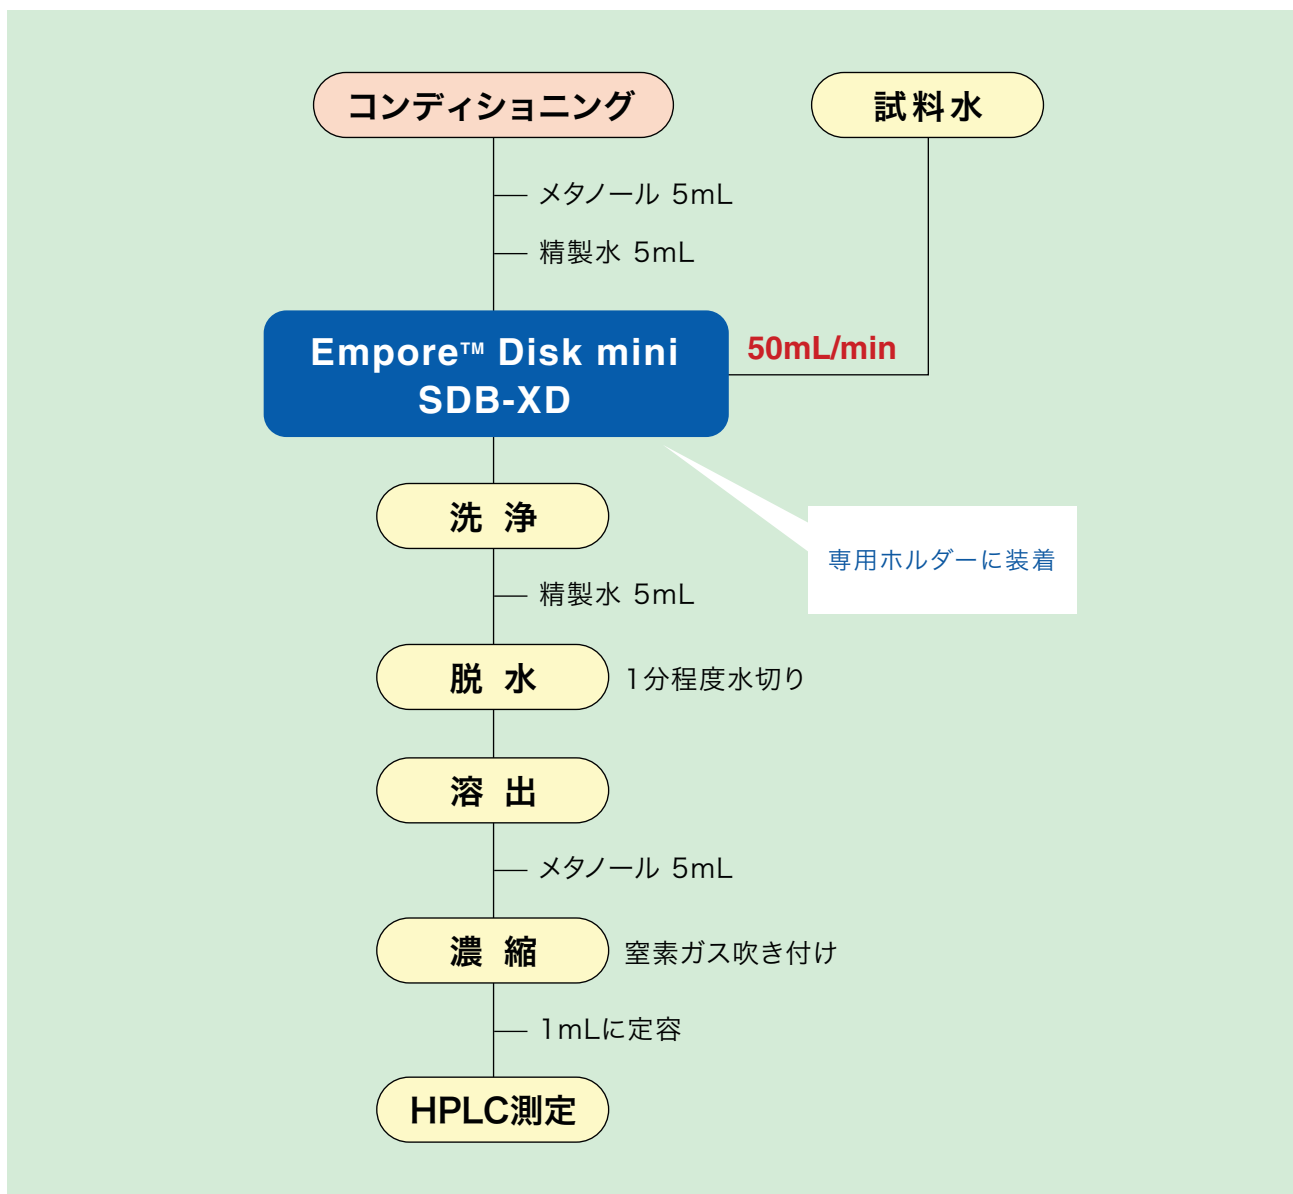 コンディショニング
試料水
メタノール 5mL
精製水 5mL
Empore™ Disk mini
SDB-XD
50mL/min
専用ホルダーに装着
洗 浄
精製水 5mL
脱 水
1分程度水切り
溶 出
メタノール 5mL
濃 縮
窒素ガス吹き付け
1mLに定容
HPLC測定